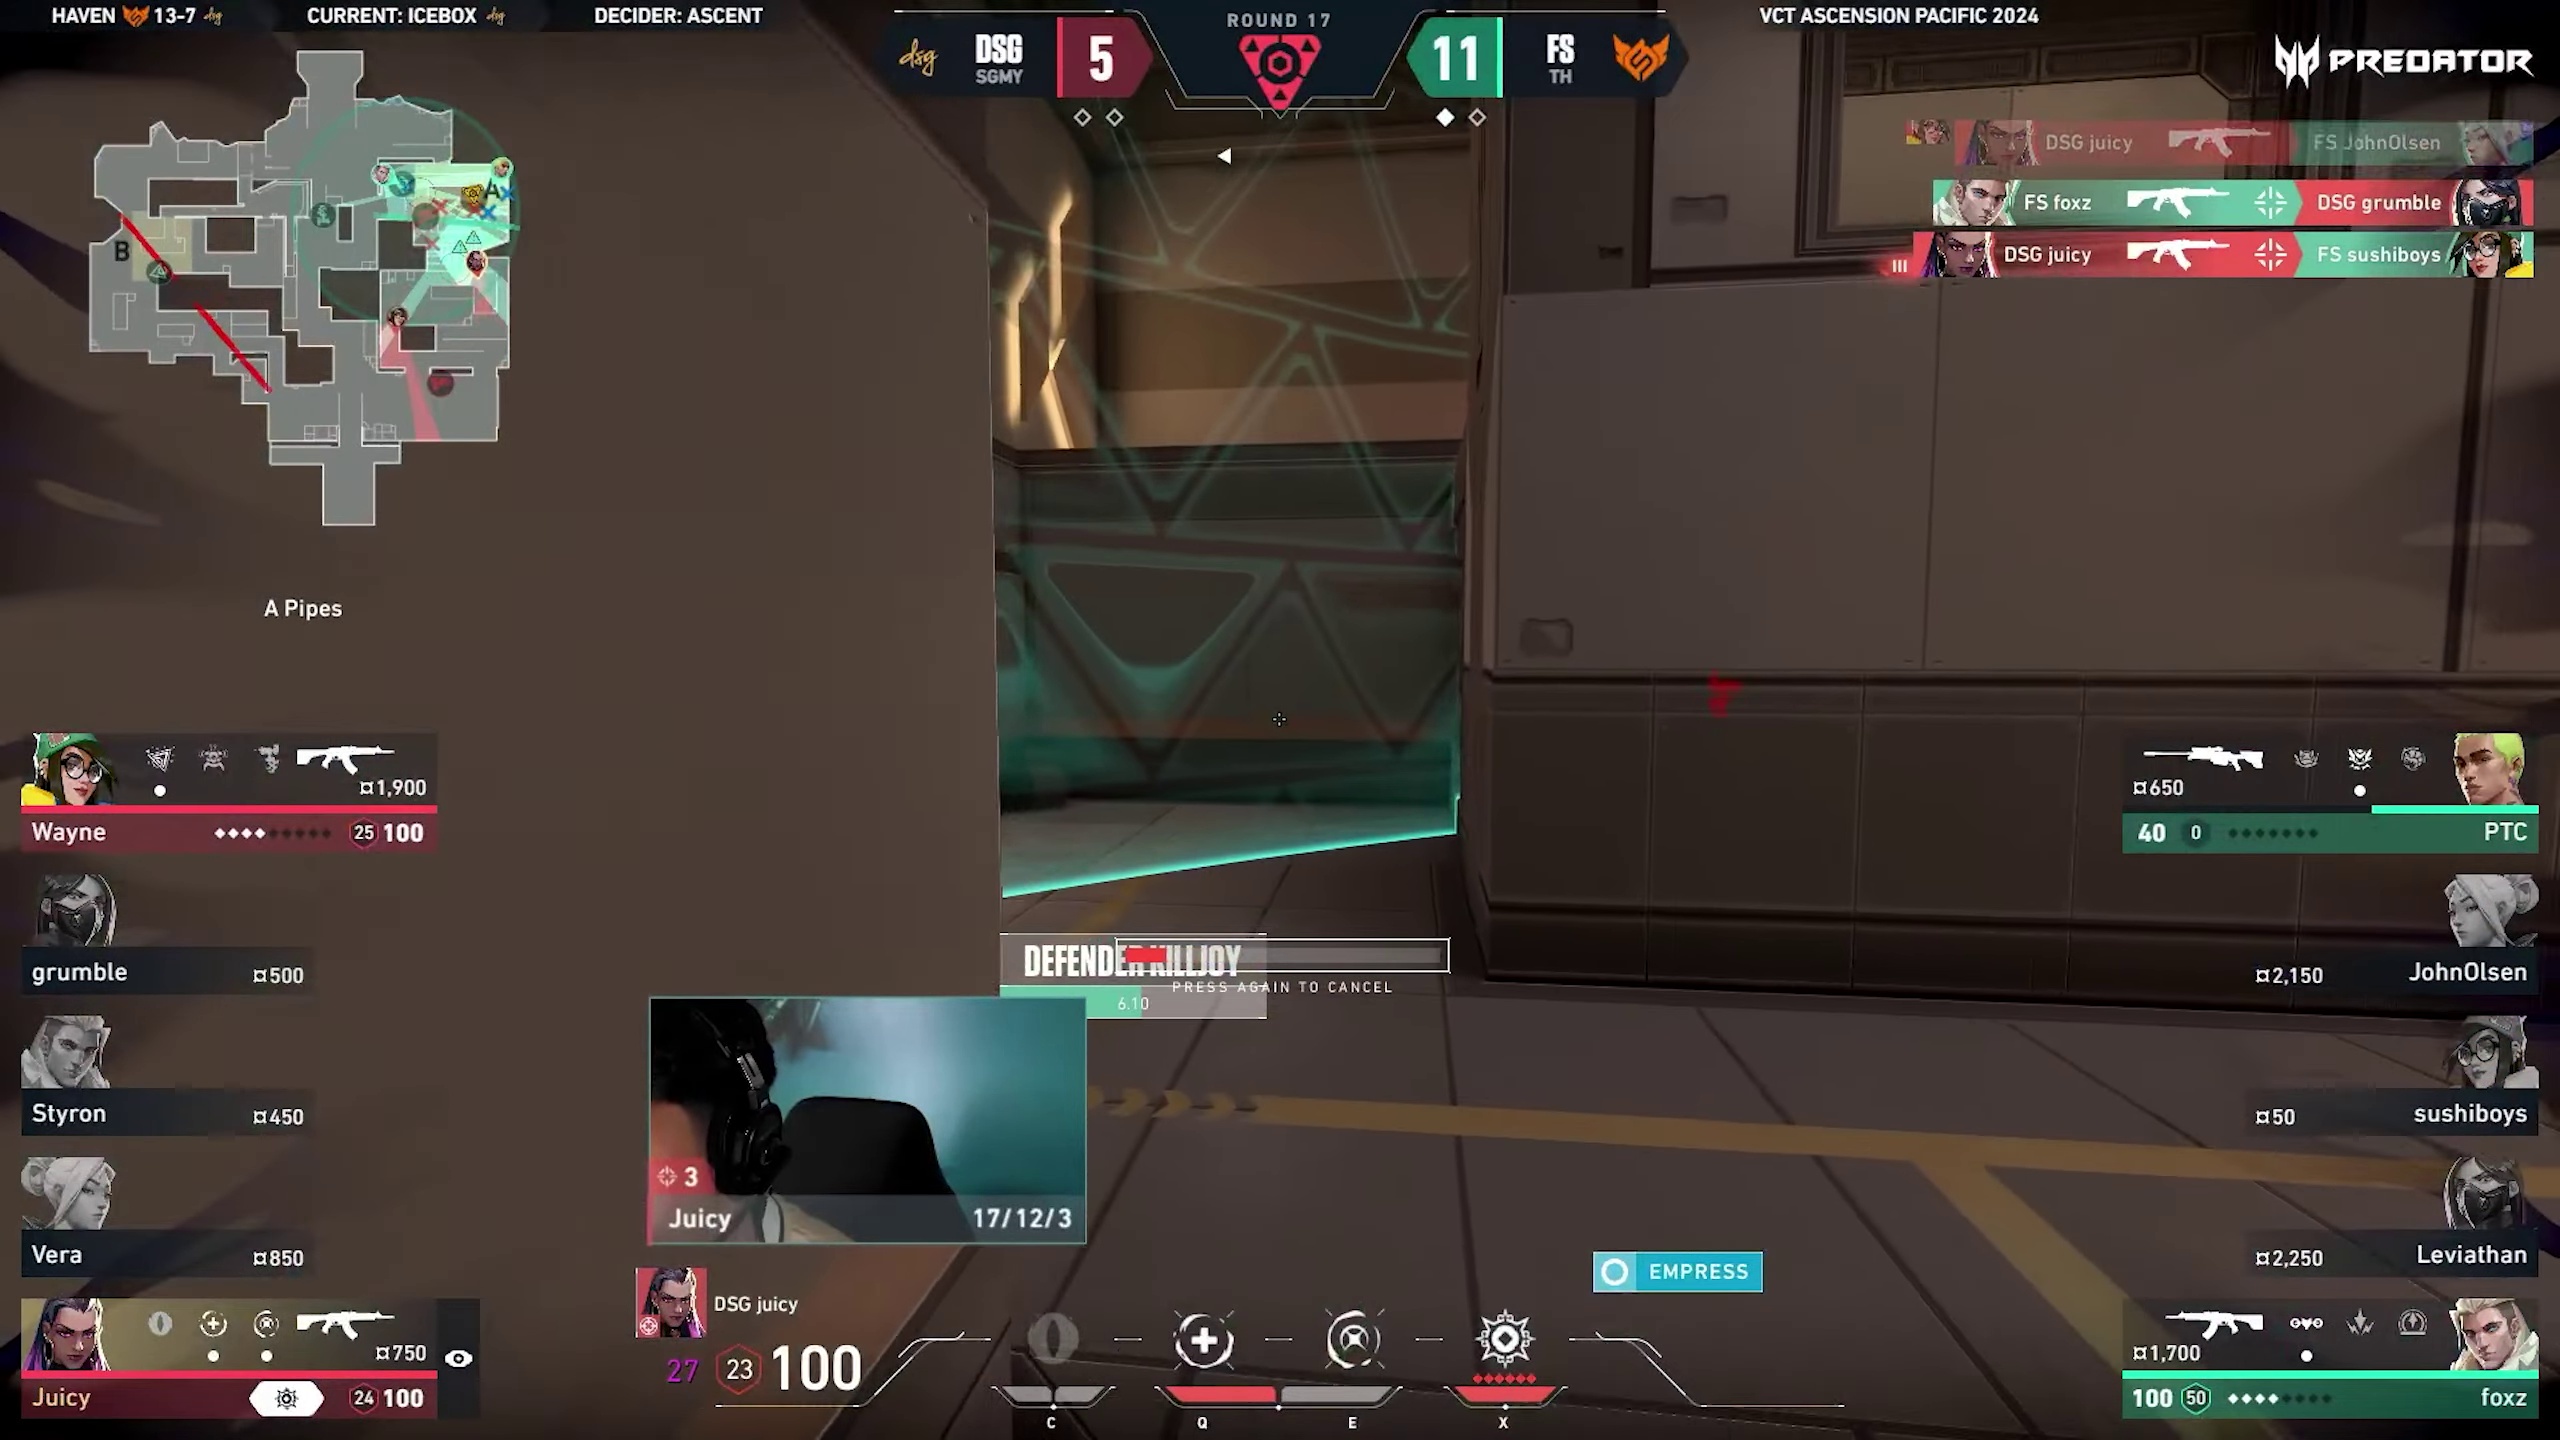 HAVEN 13-7
CURRENT: ICEBOX
DECIDER: ASCENT
DSG
SGMY
5
ROUND 17
11
FS
TH
VCT ASCENSION PACIFIC 2024
PREDATOR
DSG juicy FS JohnOlsen
FS foxz DSG grumble
DSG juicy FS sushiboys
A
B
A Pipes
1,900
Wayne 25 100
grumble 500
Styron 450
Vera 850
750
Juicy 24 100
DEFENDER KILLJOY
PRESS AGAIN TO CANCEL
6.10
3
Juicy 17/12/3
DSG juicy
27 23 100
EMPRESS
C Q E X
650
40 0 PTC
2,150 JohnOlsen
50 sushiboys
2,250 Leviathan
1,700
100 50 foxz